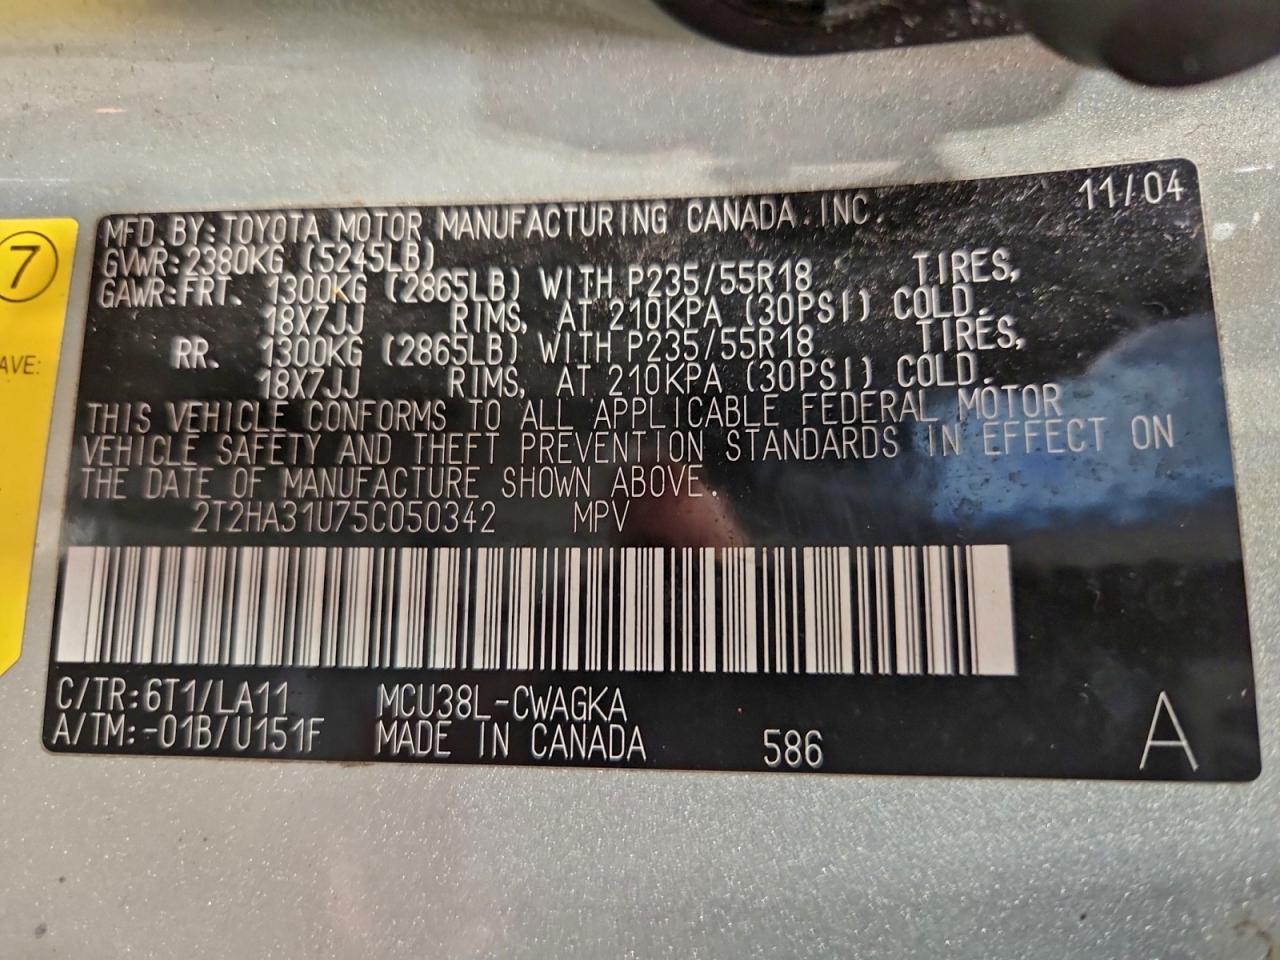 7
AVE:
11/04
MFD. BY: TOYOTA MOTOR MANUFACTURING CANADA INC.
GVWR: 2380KG (5245LB)
GAWR: FRT. 1300KG (2865LB) WITH P235/55R18 TIRES,
18X7JJ RIMS, AT 210KPA (30PSI) COLD.
RR. 1300KG (2865LB) WITH P235/55R18 TIRES,
18X7JJ RIMS, AT 210KPA (30PSI) COLD.
THIS VEHICLE CONFORMS TO ALL APPLICABLE FEDERAL MOTOR
VEHICLE SAFETY AND THEFT PREVENTION STANDARDS IN EFFECT ON
THE DATE OF MANUFACTURE SHOWN ABOVE.
2T2HA31U75C050342 MPV
C/TR: 6T1/LA11 MCU38L-CWAGKA
A/TM: -01B/U151F MADE IN CANADA 586 A